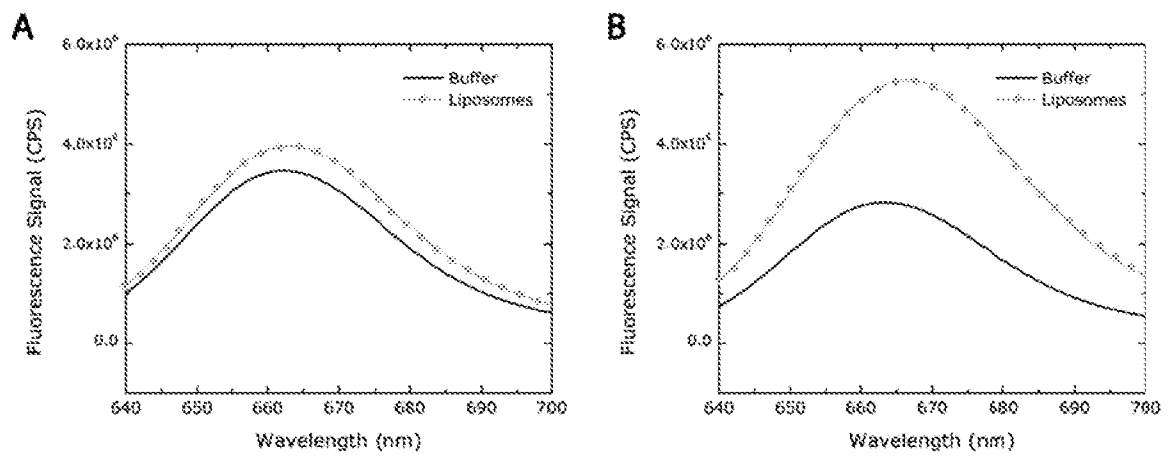 A
6.0x10⁶
4.0x10⁶
2.0x10⁶
0.0
Fluorescence Signal (CPS)
Buffer
Liposomes
640 650 660 670 680 690 700
Wavelength (nm)
B
6.0x10⁶
4.0x10⁶
2.0x10⁶
0.0
Fluorescence Signal (CPS)
Buffer
Liposomes
640 650 660 670 680 690 700
Wavelength (nm)